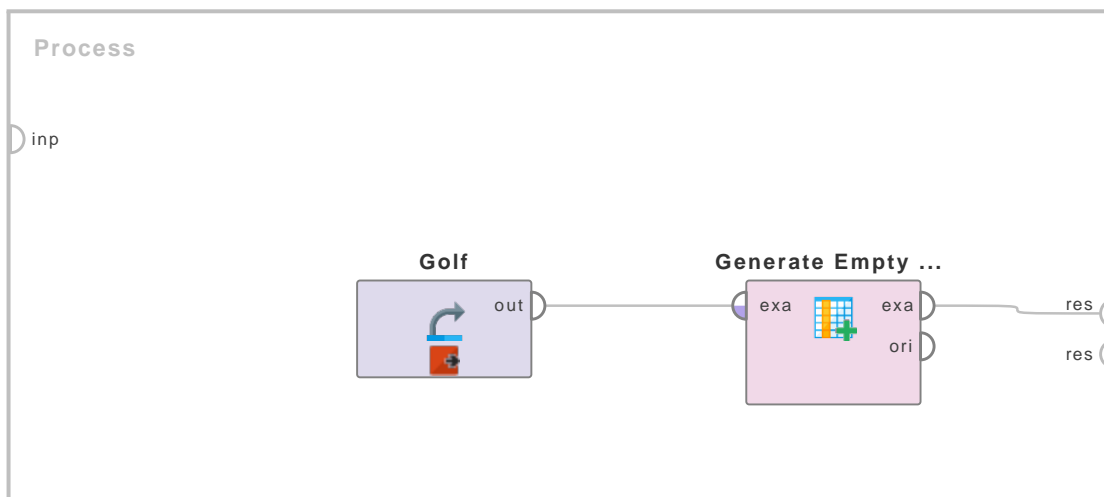 Process
inp
Golf
Generate Empty ...
out
exa
exa
res
ori
res